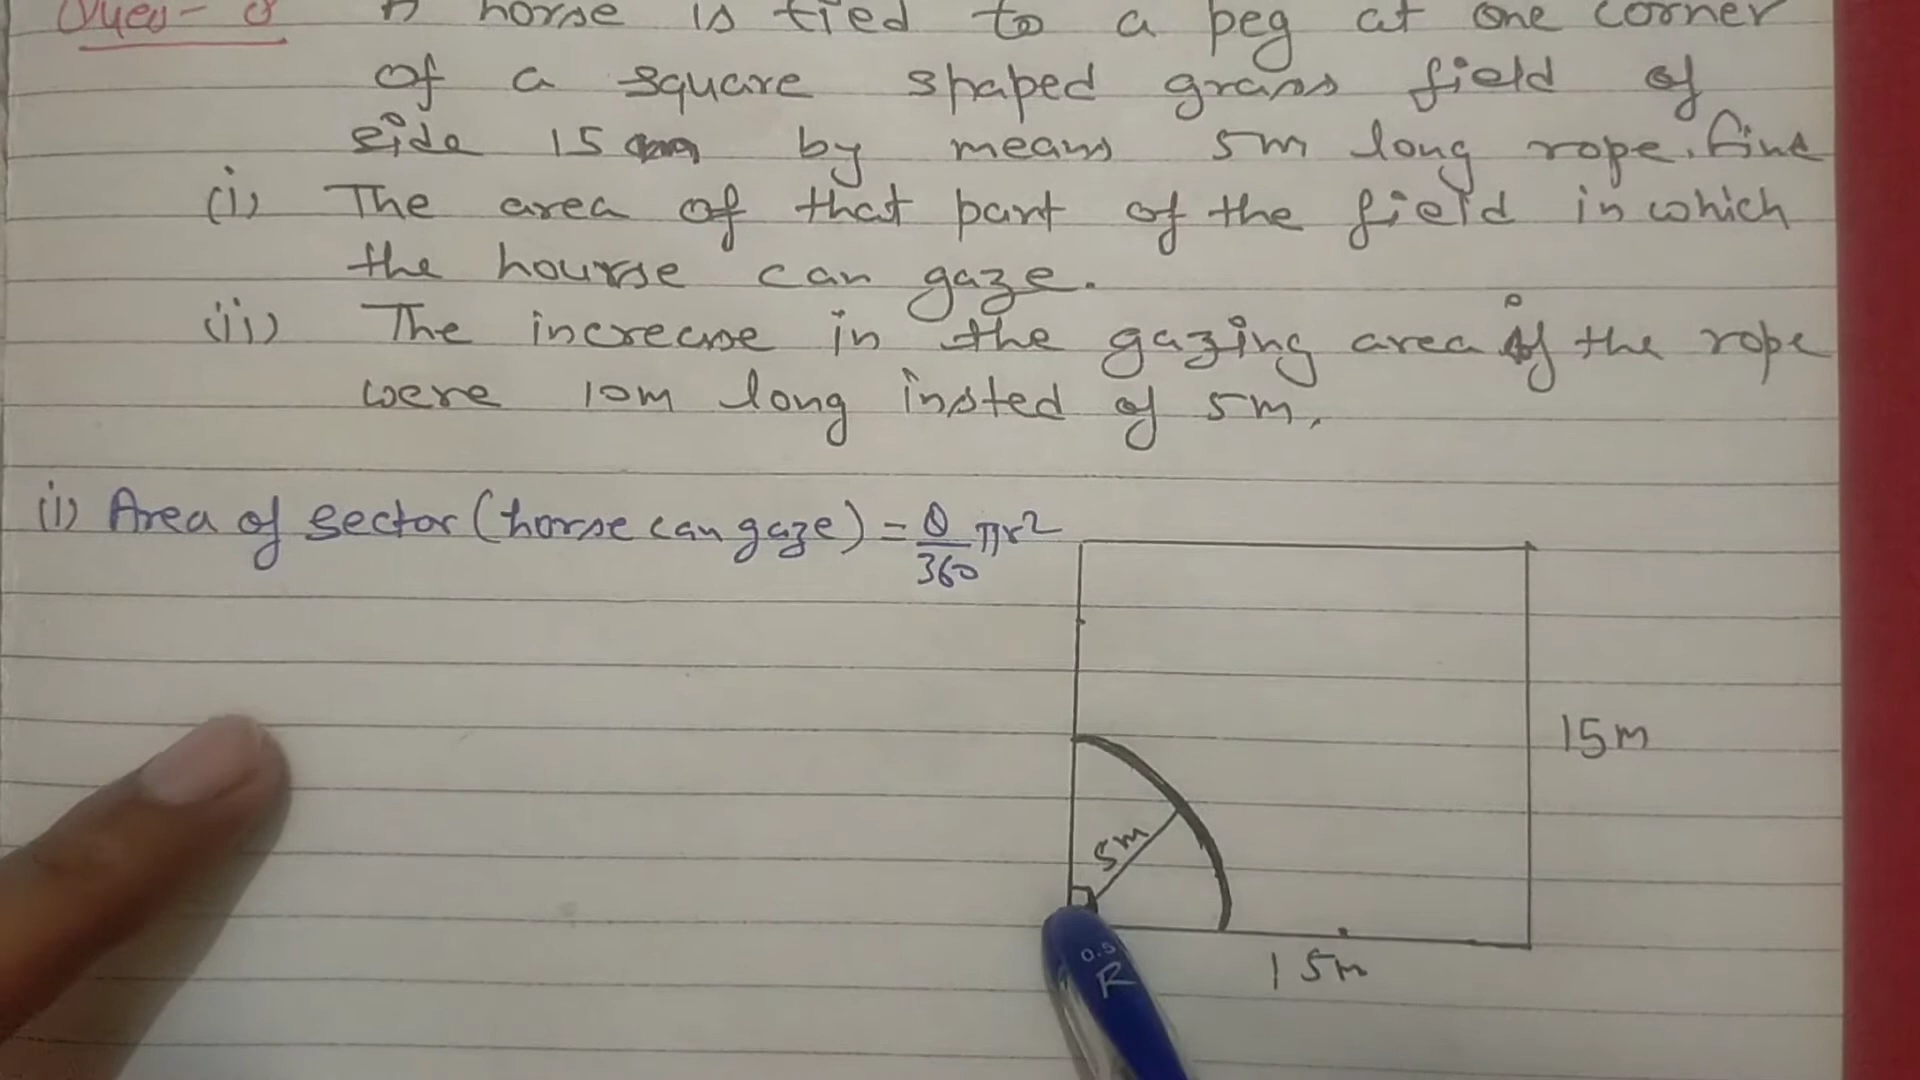 Ques - 8 A horse is tied to a peg at one corner
of a square shaped grass field of
side 15 m by means 5m long rope. find
(i) The area of that part of the field in which
the hourse can gaze.
(ii) The increase in the gazing area if the rope
were 10m long insted of 5m.
(i) Area of sector (horse can gaze) = θ/360 πr²
15m
5m
15m
0.5
R